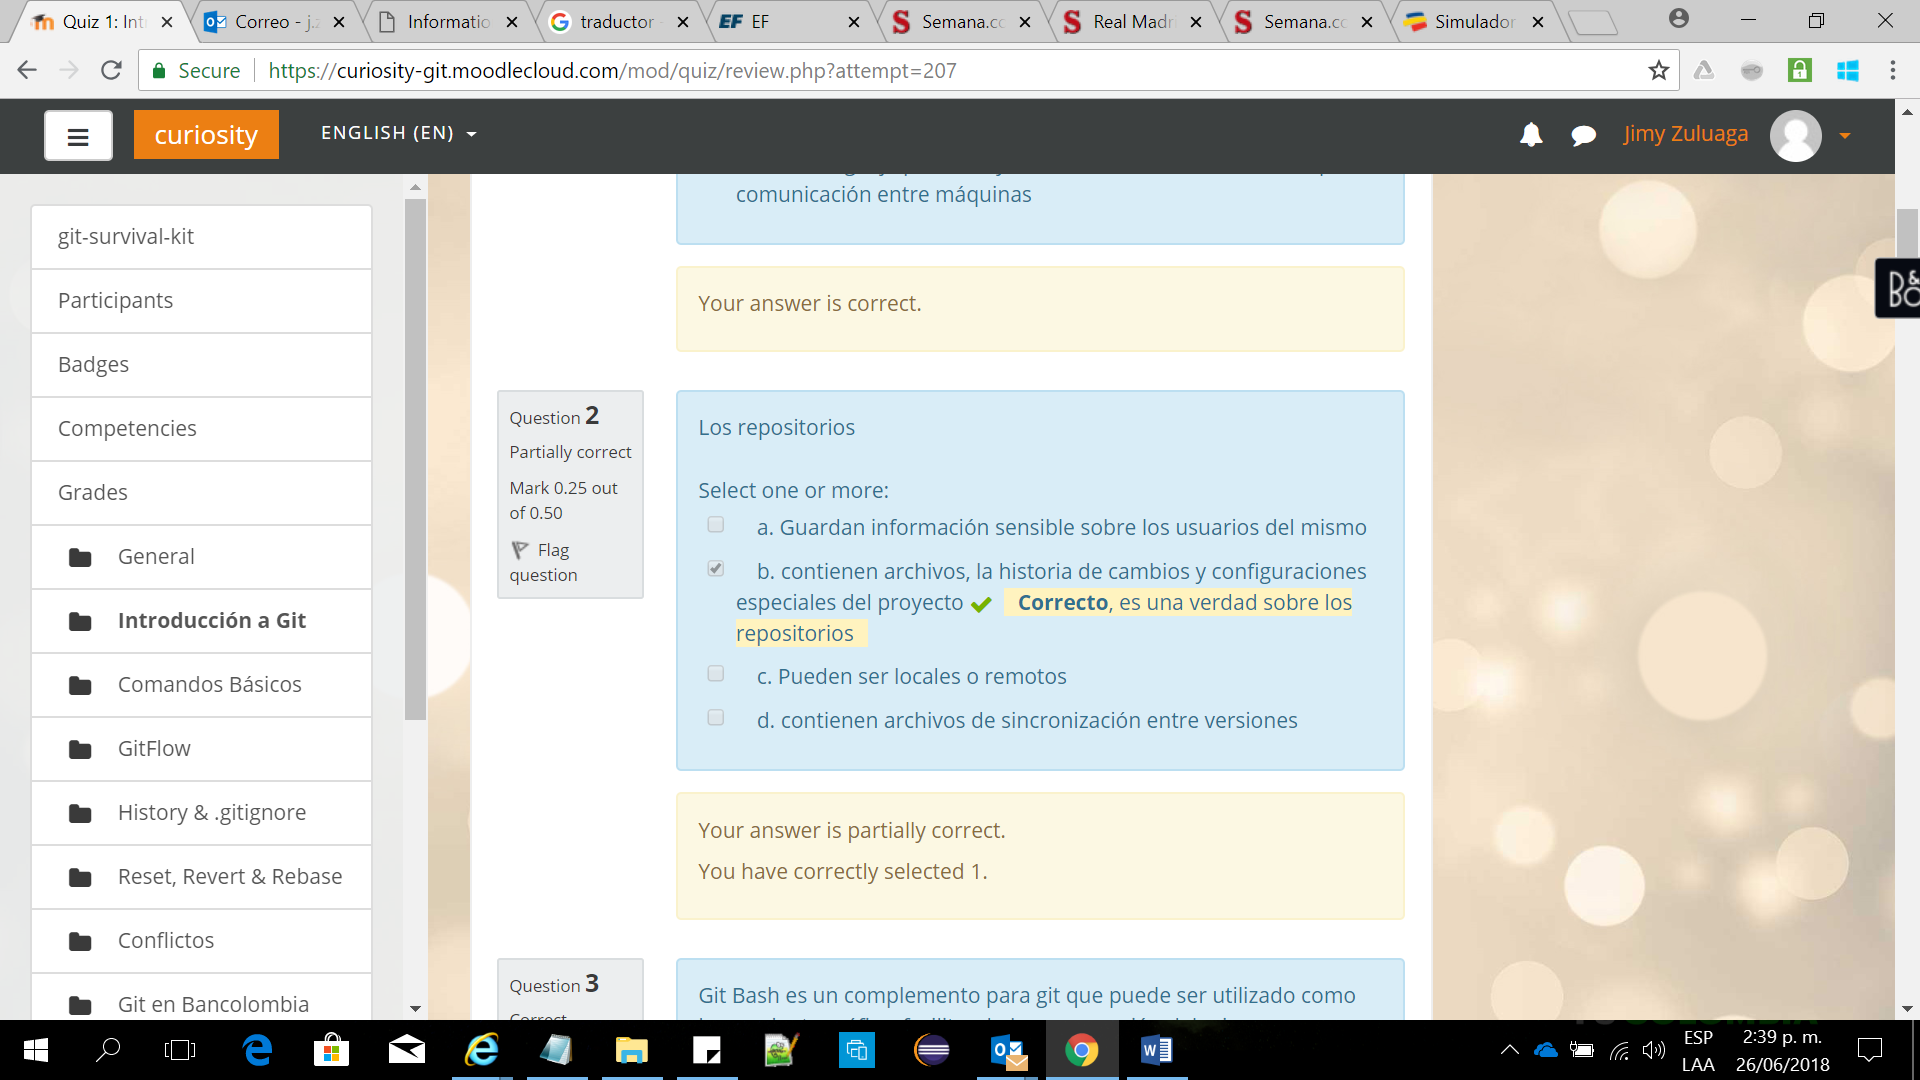 Quiz 1: Int
Correo - j.z
Informatio
traductor
EF EF
Semana.co
Real Madr
Semana.co
Simulador
Secure
https://curiosity-git.moodlecloud.com/mod/quiz/review.php?attempt=207
curiosity
ENGLISH (EN)
Jimy Zuluaga
git-survival-kit
Participants
Badges
Competencies
Grades
General
Introducción a Git
Comandos Básicos
GitFlow
History & .gitignore
Reset, Revert & Rebase
Conflictos
Git en Bancolombia
comunicación entre máquinas
Your answer is correct.
Question 2
Partially correct
Mark 0.25 out
of 0.50
Flag
question
Los repositorios
Select one or more:
a. Guardan información sensible sobre los usuarios del mismo
b. contienen archivos, la historia de cambios y configuraciones
especiales del proyecto Correcto, es una verdad sobre los
repositorios
c. Pueden ser locales o remotos
d. contienen archivos de sincronización entre versiones
Your answer is partially correct.
You have correctly selected 1.
Question 3
Correct
Git Bash es un complemento para git que puede ser utilizado como
B&
BO
ESP
LAA
2:39 p. m.
26/06/2018